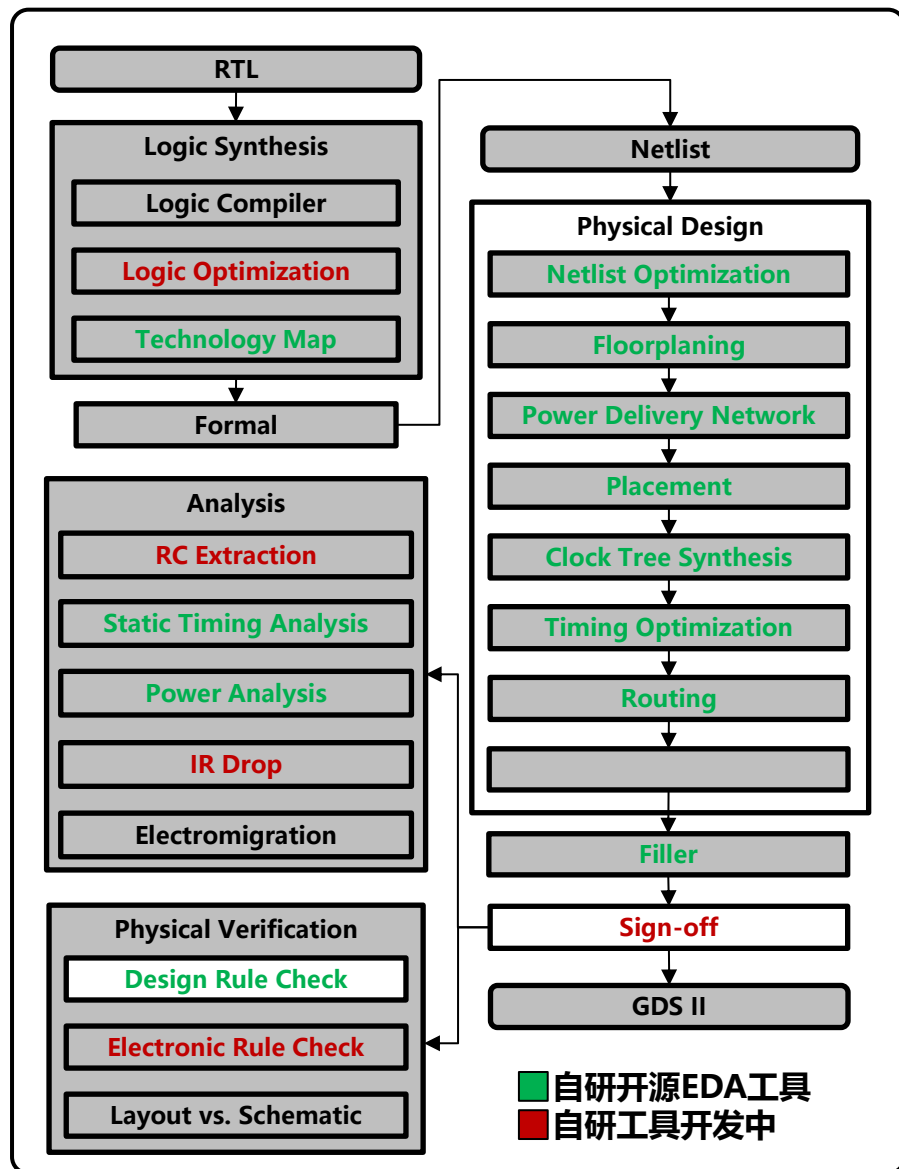 RTL
Logic Synthesis
Logic Compiler
Logic Optimization
Technology Map
Formal
Netlist
Physical Design
Netlist Optimization
Floorplaning
Power Delivery Network
Placement
Clock Tree Synthesis
Timing Optimization
Routing
Filler
Sign-off
GDS II
Analysis
RC Extraction
Static Timing Analysis
Power Analysis
IR Drop
Electromigration
Physical Verification
Design Rule Check
Electronic Rule Check
Layout vs. Schematic
自研开源EDA工具
自研工具开发中